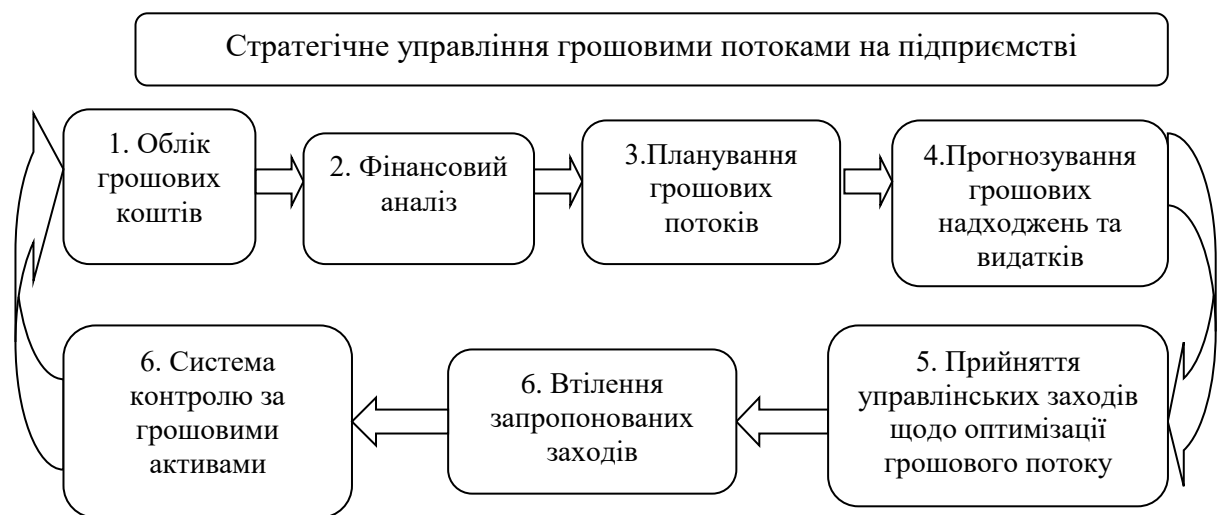 Стратегічне управління грошовими потоками на підприємстві
1. Облік
грошових
коштів
2. Фінансовий
аналіз
3.Планування
грошових
потоків
4.Прогнозування
грошових
надходжень та
видатків
5. Прийняття
управлінських заходів
щодо оптимізації
грошового потоку
6. Втілення
запропонованих
заходів
6. Система
контролю за
грошовими
активами